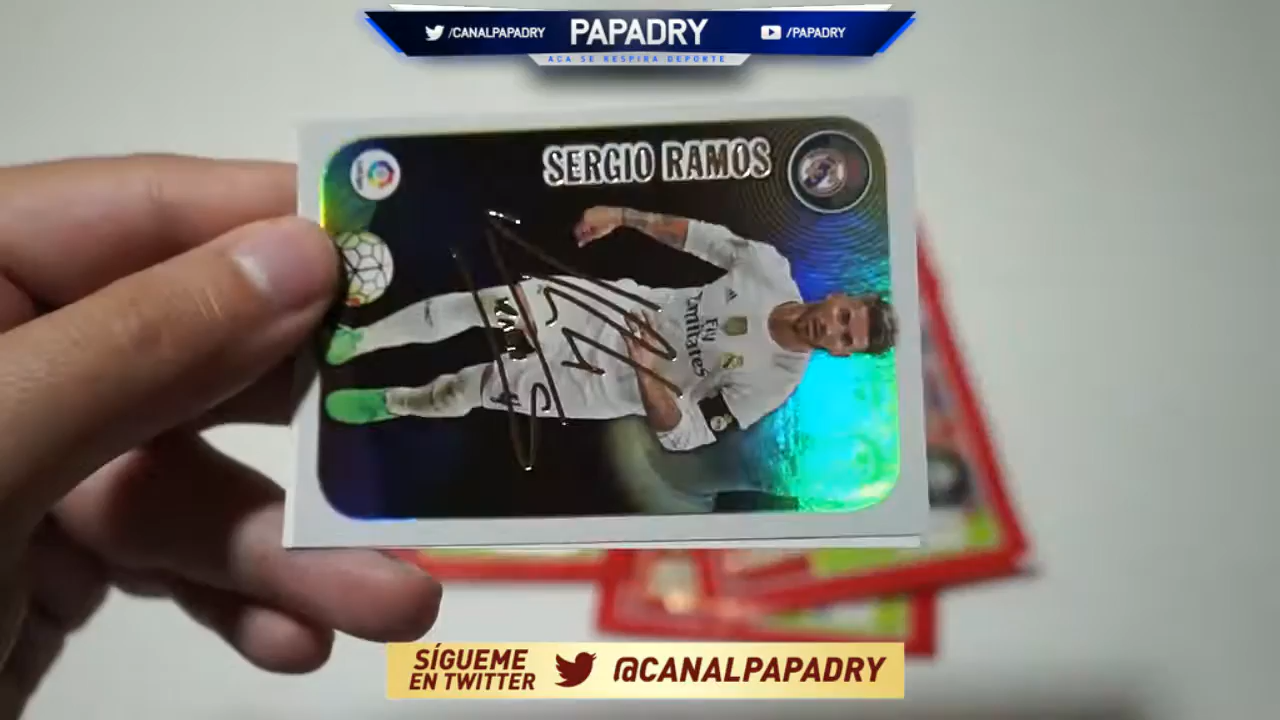 /CANALPAPADRY
PAPADRY
/PAPADRY
ACA SE RESPIRA DEPORTE
SERGIO RAMOS
Fly
Emirates
SÍGUEME
EN TWITTER
@CANALPAPADRY